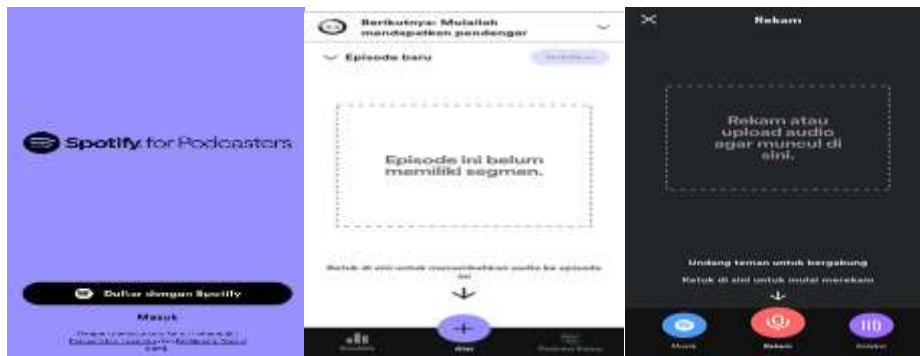 Spotify for Podcasters
Daftar dengan Spotify
Masuk
Berikutnya: Mulailah
mendapatkan pendengar
Episode baru
Episode ini belum
memiliki segmen.
Ketuk di sini untuk menambahkan audio ke episode
ini
Rekam
Rekam atau
upload audio
agar muncul di
sini.
Undang teman untuk bergabung
Ketuk di sini untuk mulai merekam
Musik
Rekam